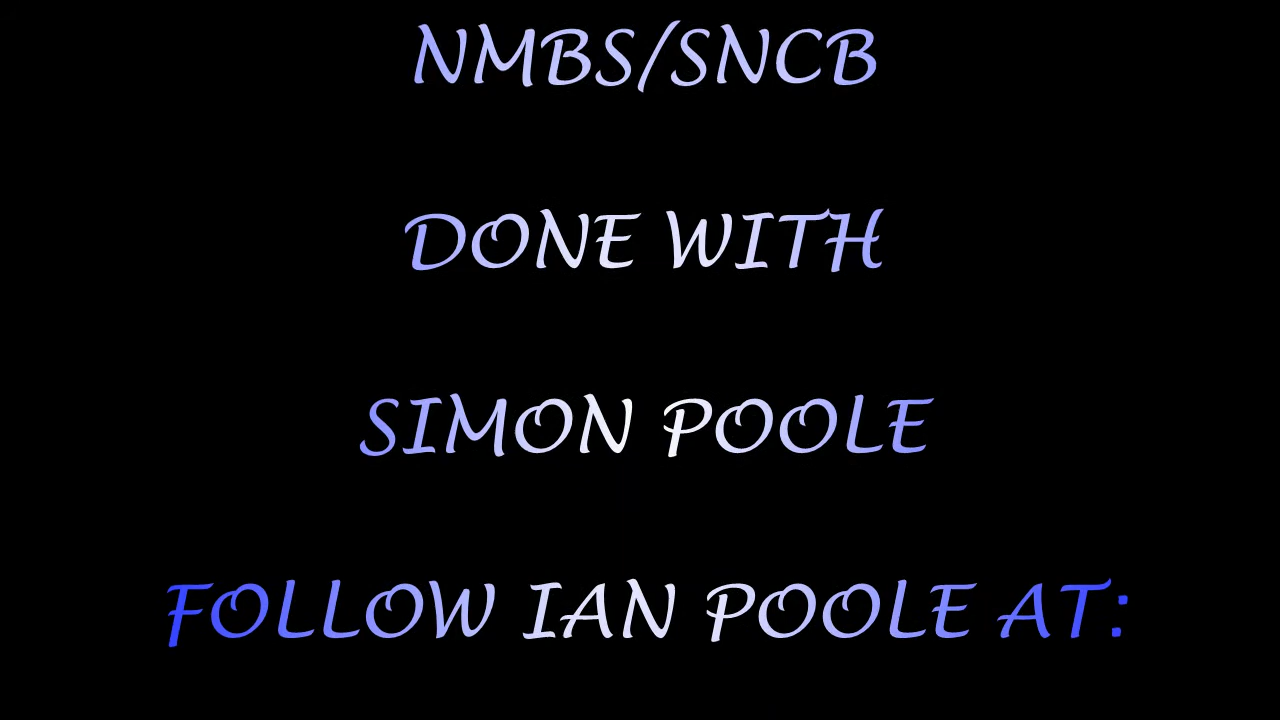 NMBS/SNCB
DONE WITH
SIMON POOLE
FOLLOW IAN POOLE AT: